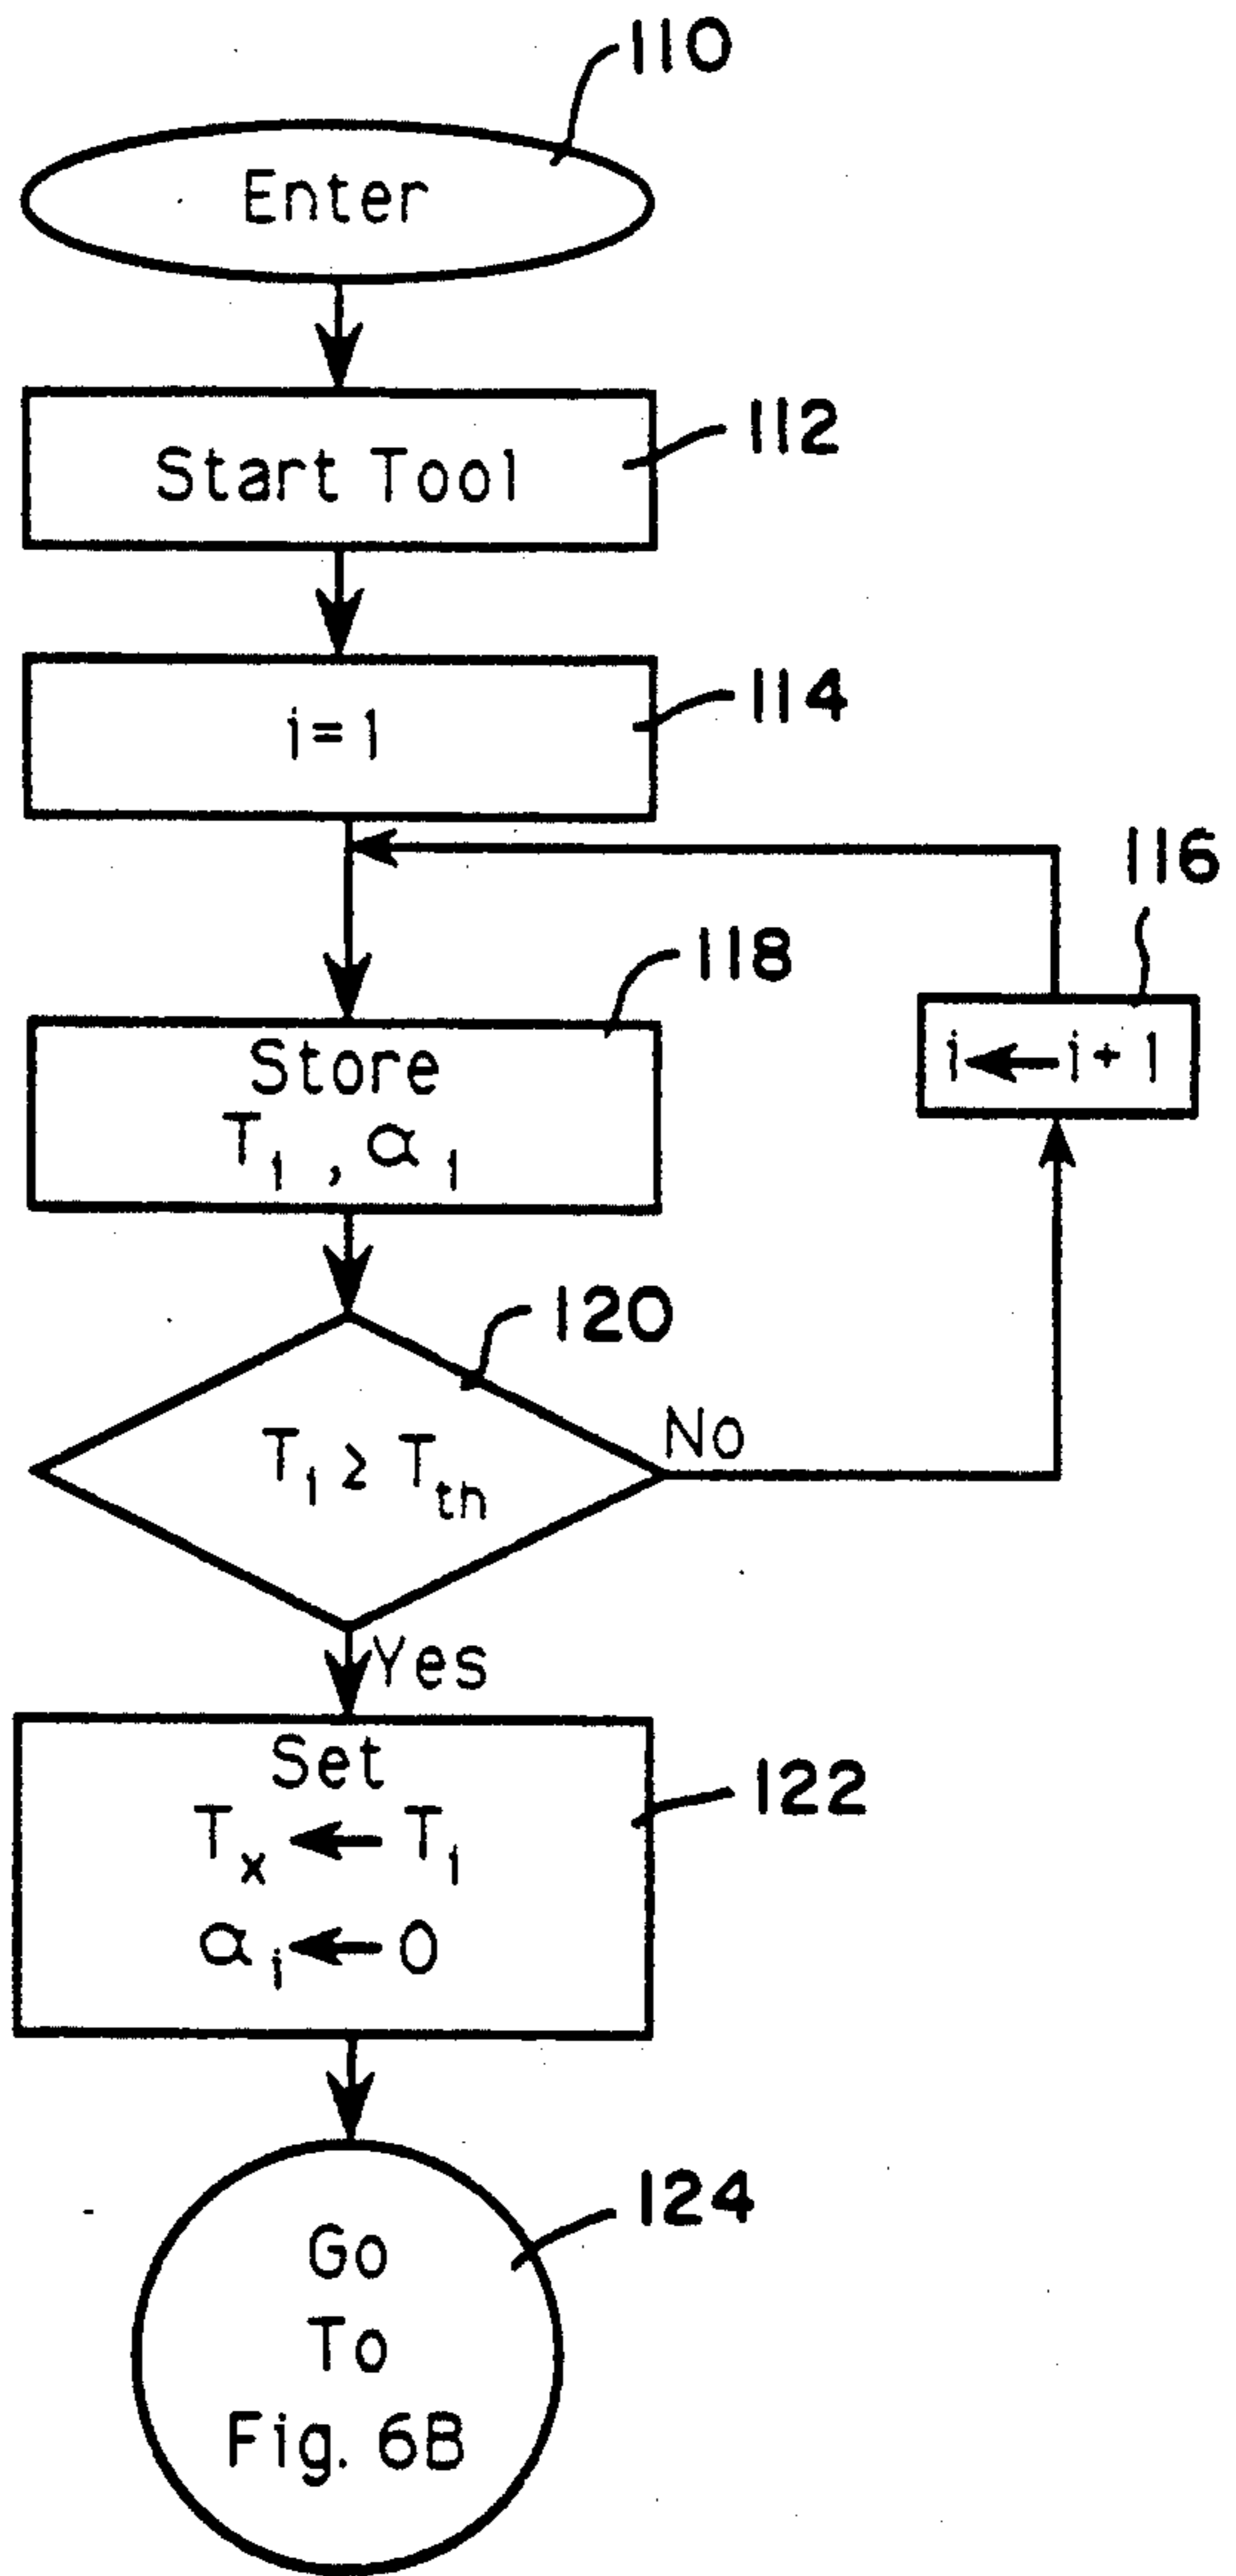 110
Enter
112
Start Tool
114
i = 1
116
i ← i + 1
118
Store
T₁ , α₁
120
T₁ ≥ Tₜₕ
No
Yes
122
Set
Tₓ ← T₁
αᵢ ← 0
124
Go
To
Fig. 6B